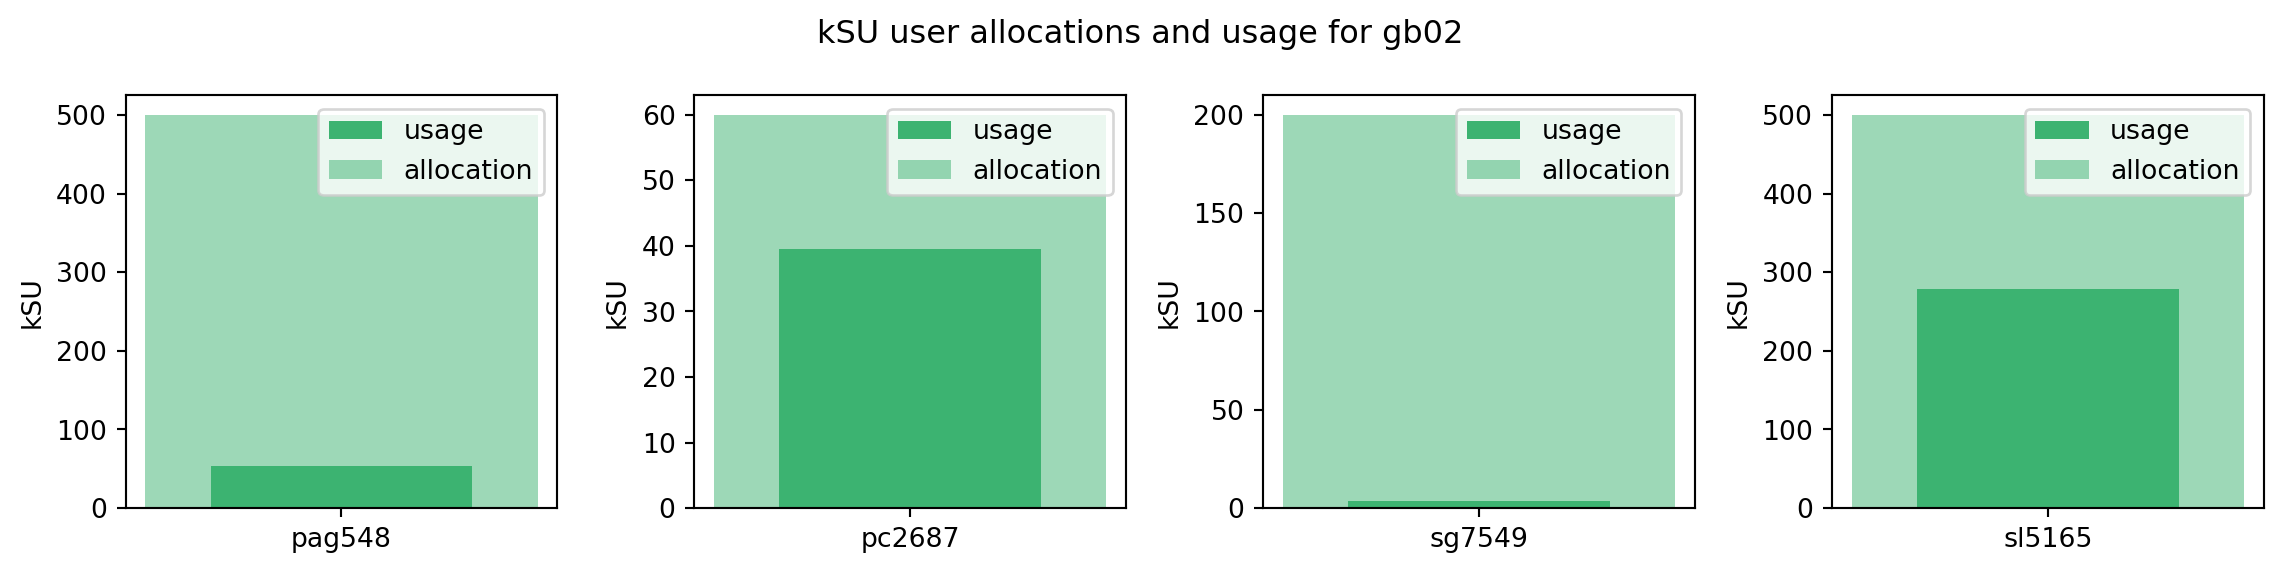 kSU user allocations and usage for gb02
kSU
500
400
300
200
100
0
usage
allocation
pag548
kSU
60
50
40
30
20
10
0
usage
allocation
pc2687
kSU
200
150
100
50
0
usage
allocation
sg7549
kSU
500
400
300
200
100
0
usage
allocation
sl5165